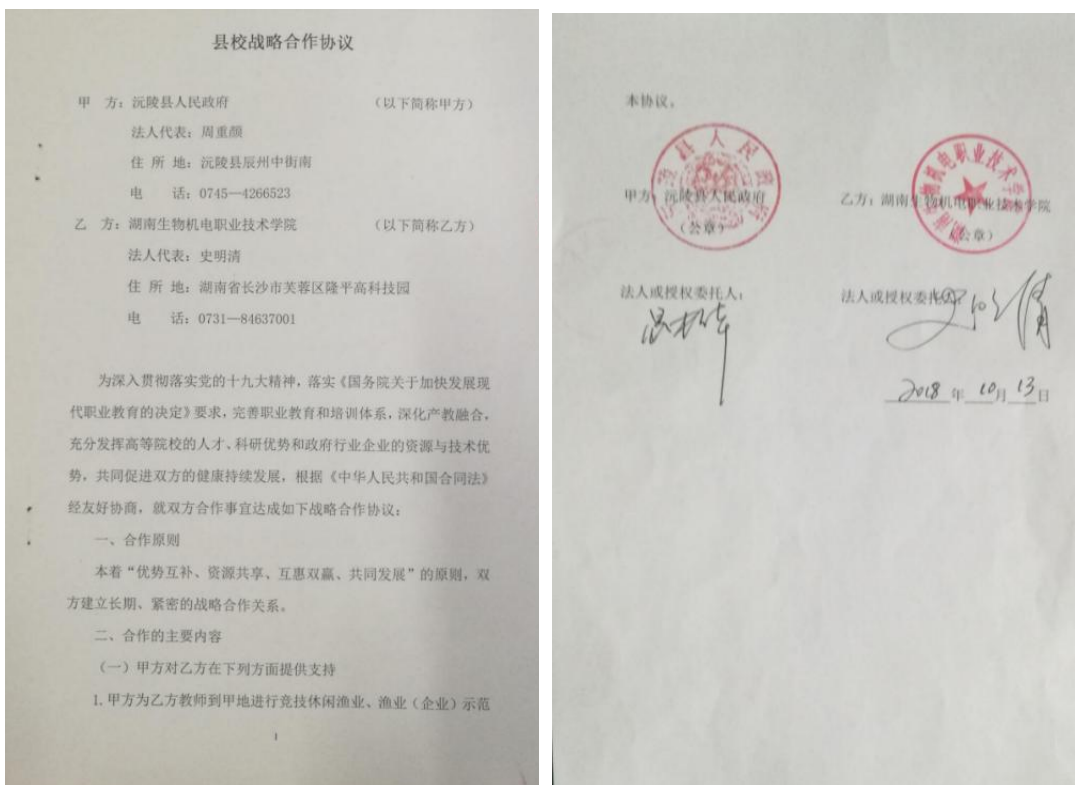 县校战略合作协议
甲 方：沅陵县人民政府 （以下简称甲方）
法人代表：周重颜
住 所 地：沅陵县辰州中街南
电 话：0745—4266523
乙 方：湖南生物机电职业技术学院 （以下简称乙方）
法人代表：史明清
住 所 地：湖南省长沙市芙蓉区隆平高科技园
电 话：0731—84637001
为深入贯彻落实党的十九大精神，落实《国务院关于加快发展现
代职业教育的决定》要求，完善职业教育和培训体系，深化产教融合，
充分发挥高等院校的人才、科研优势和政府行业企业的资源与技术优
势，共同促进双方的健康持续发展，根据《中华人民共和国合同法》
经友好协商，就双方合作事宜达成如下战略合作协议：
一、合作原则
本着“优势互补、资源共享、互惠双赢、共同发展”的原则，双
方建立长期、紧密的战略合作关系。
二、合作的主要内容
（一）甲方对乙方在下列方面提供支持
1.甲方为乙方教师到甲地进行竞技休闲渔业、渔业（企业）示范
1
本协议。
甲方：沅陵县人民政府
（公章）
乙方：湖南生物机电职业技术学院
（公章）
法人或授权委托人：
法人或授权委托人
史明清
2018 年 10 月 13 日